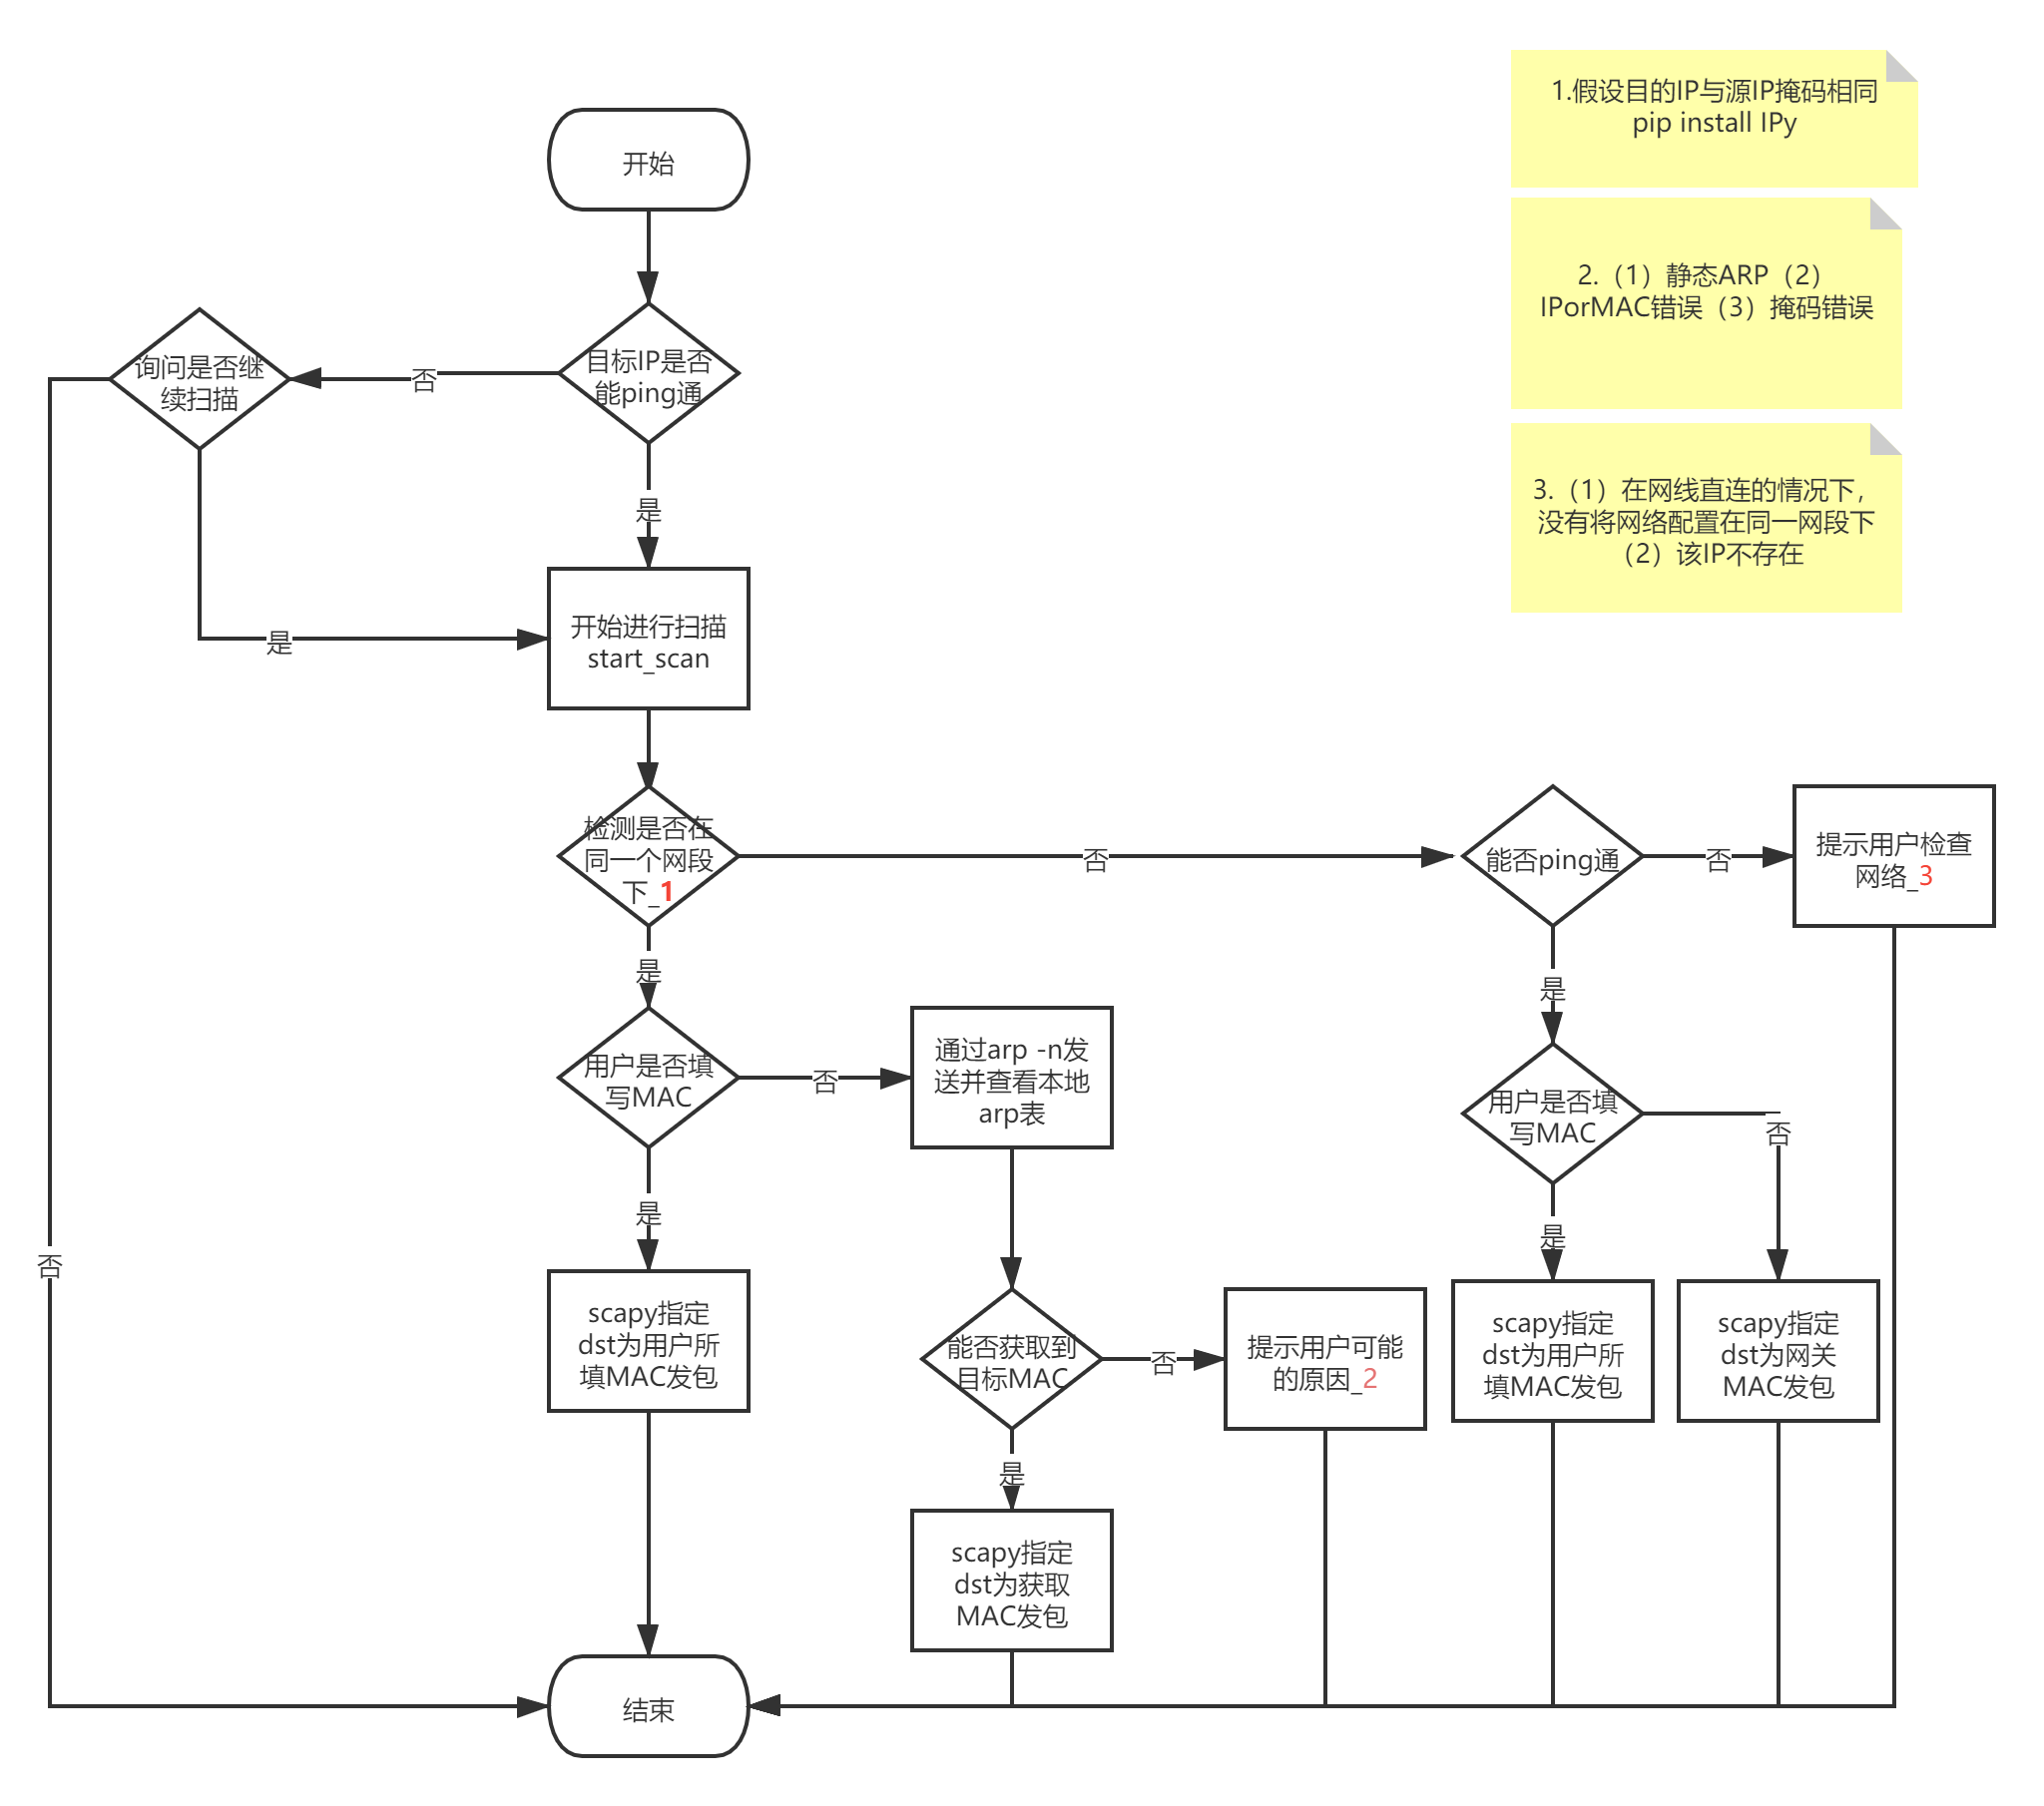 1.假设目的IP与源IP掩码相同
pip install IPy
2.（1）静态ARP（2）
IPorMAC错误（3）掩码错误
3.（1）在网线直连的情况下，
没有将网络配置在同一网段下
（2）该IP不存在
开始
目标IP是否
能ping通
否
询问是否继
续扫描
是
是
开始进行扫描
start_scan
检测是否在
同一个网段
下_1
否
能否ping通
否
提示用户检查
网络_3
是
是
用户是否填
写MAC
否
通过arp -n发
送并查看本地
arp表
用户是否填
写MAC
否
是
是
否
scapy指定
dst为用户所
填MAC发包
能否获取到
目标MAC
否
提示用户可能
的原因_2
scapy指定
dst为用户所
填MAC发包
scapy指定
dst为网关
MAC发包
是
scapy指定
dst为获取
MAC发包
结束